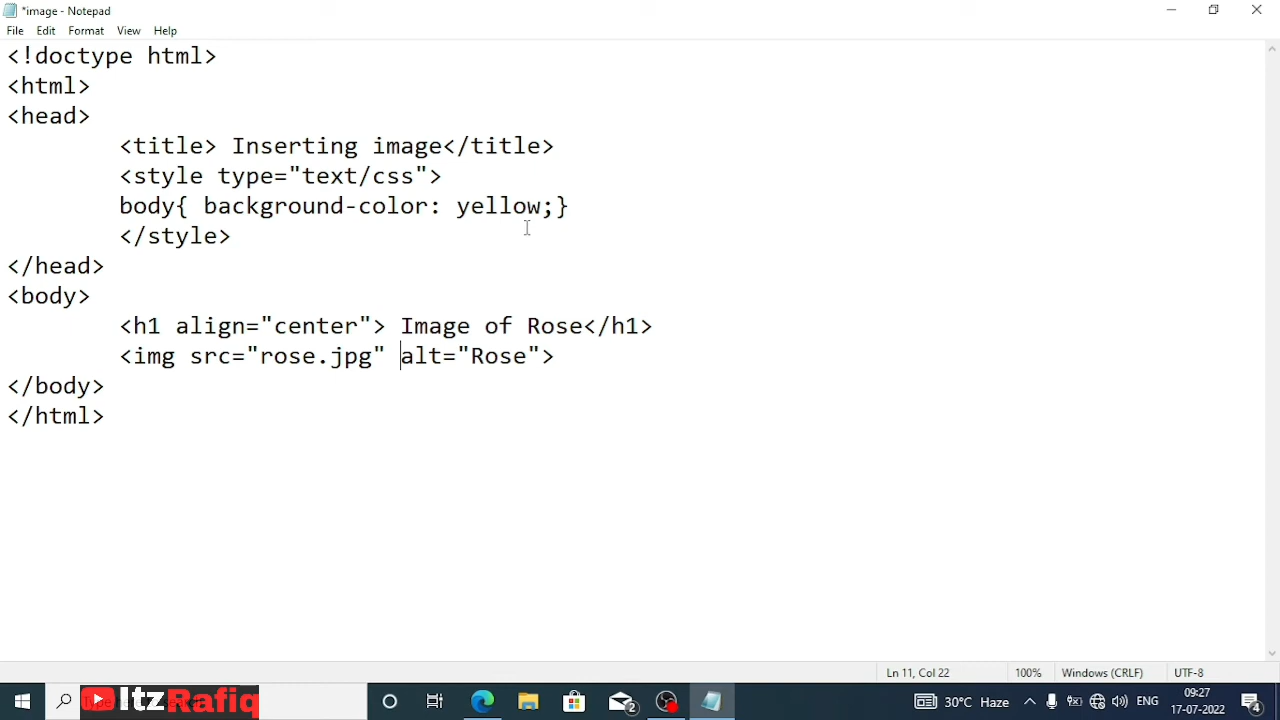 *image - Notepad
File Edit Format View Help
<!doctype html>
<html>
<head>
<title> Inserting image</title>
<style type="text/css">
body{ background-color: yellow;}
</style>
</head>
<body>
<h1 align="center"> Image of Rose</h1>
<img src="rose.jpg" alt="Rose">
</body>
</html>
Ln 11, Col 22 100% Windows (CRLF) UTF-8
ItzRafiq 2 30°C Haze ENG 09:27 4
17-07-2022